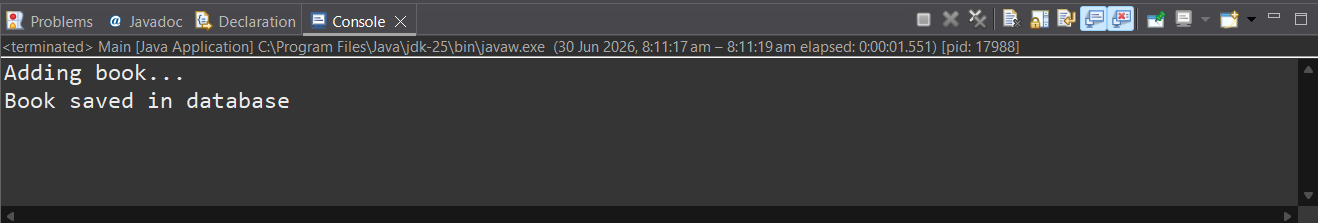 Problems @ Javadoc Declaration Console
<terminated> Main [Java Application] C:\Program Files\Java\jdk-25\bin\javaw.exe (30 Jun 2026, 8:11:17 am – 8:11:19 am elapsed: 0:00:01.551) [pid: 17988]
Adding book...
Book saved in database